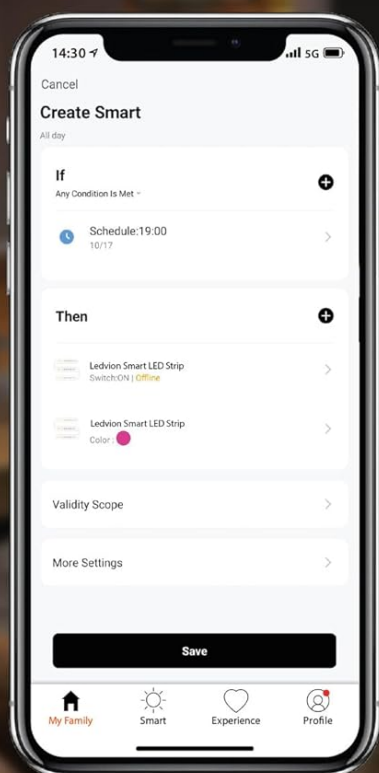 14:30
5G
Cancel
Create Smart
All day
If
Any Condition Is Met
Schedule:19:00
10/17
Then
Ledvion Smart LED Strip
Switch:ON | Offline
Ledvion Smart LED Strip
Color :
Validity Scope
More Settings
Save
My Family
Smart
Experience
Profile